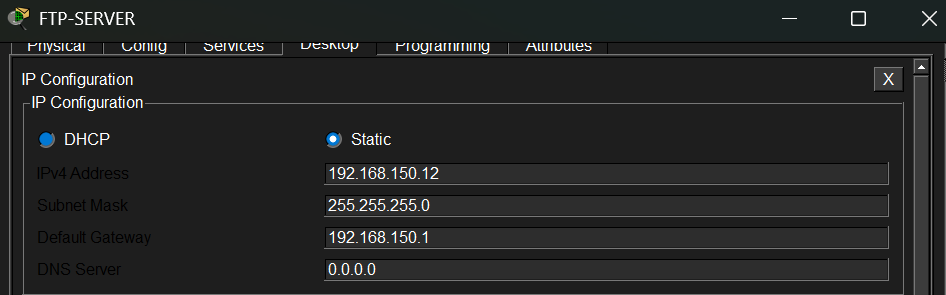 FTP-SERVER
Physical Config Services Desktop Programming Attributes
IP Configuration X
IP Configuration
DHCP Static
IPv4 Address 192.168.150.12
Subnet Mask 255.255.255.0
Default Gateway 192.168.150.1
DNS Server 0.0.0.0